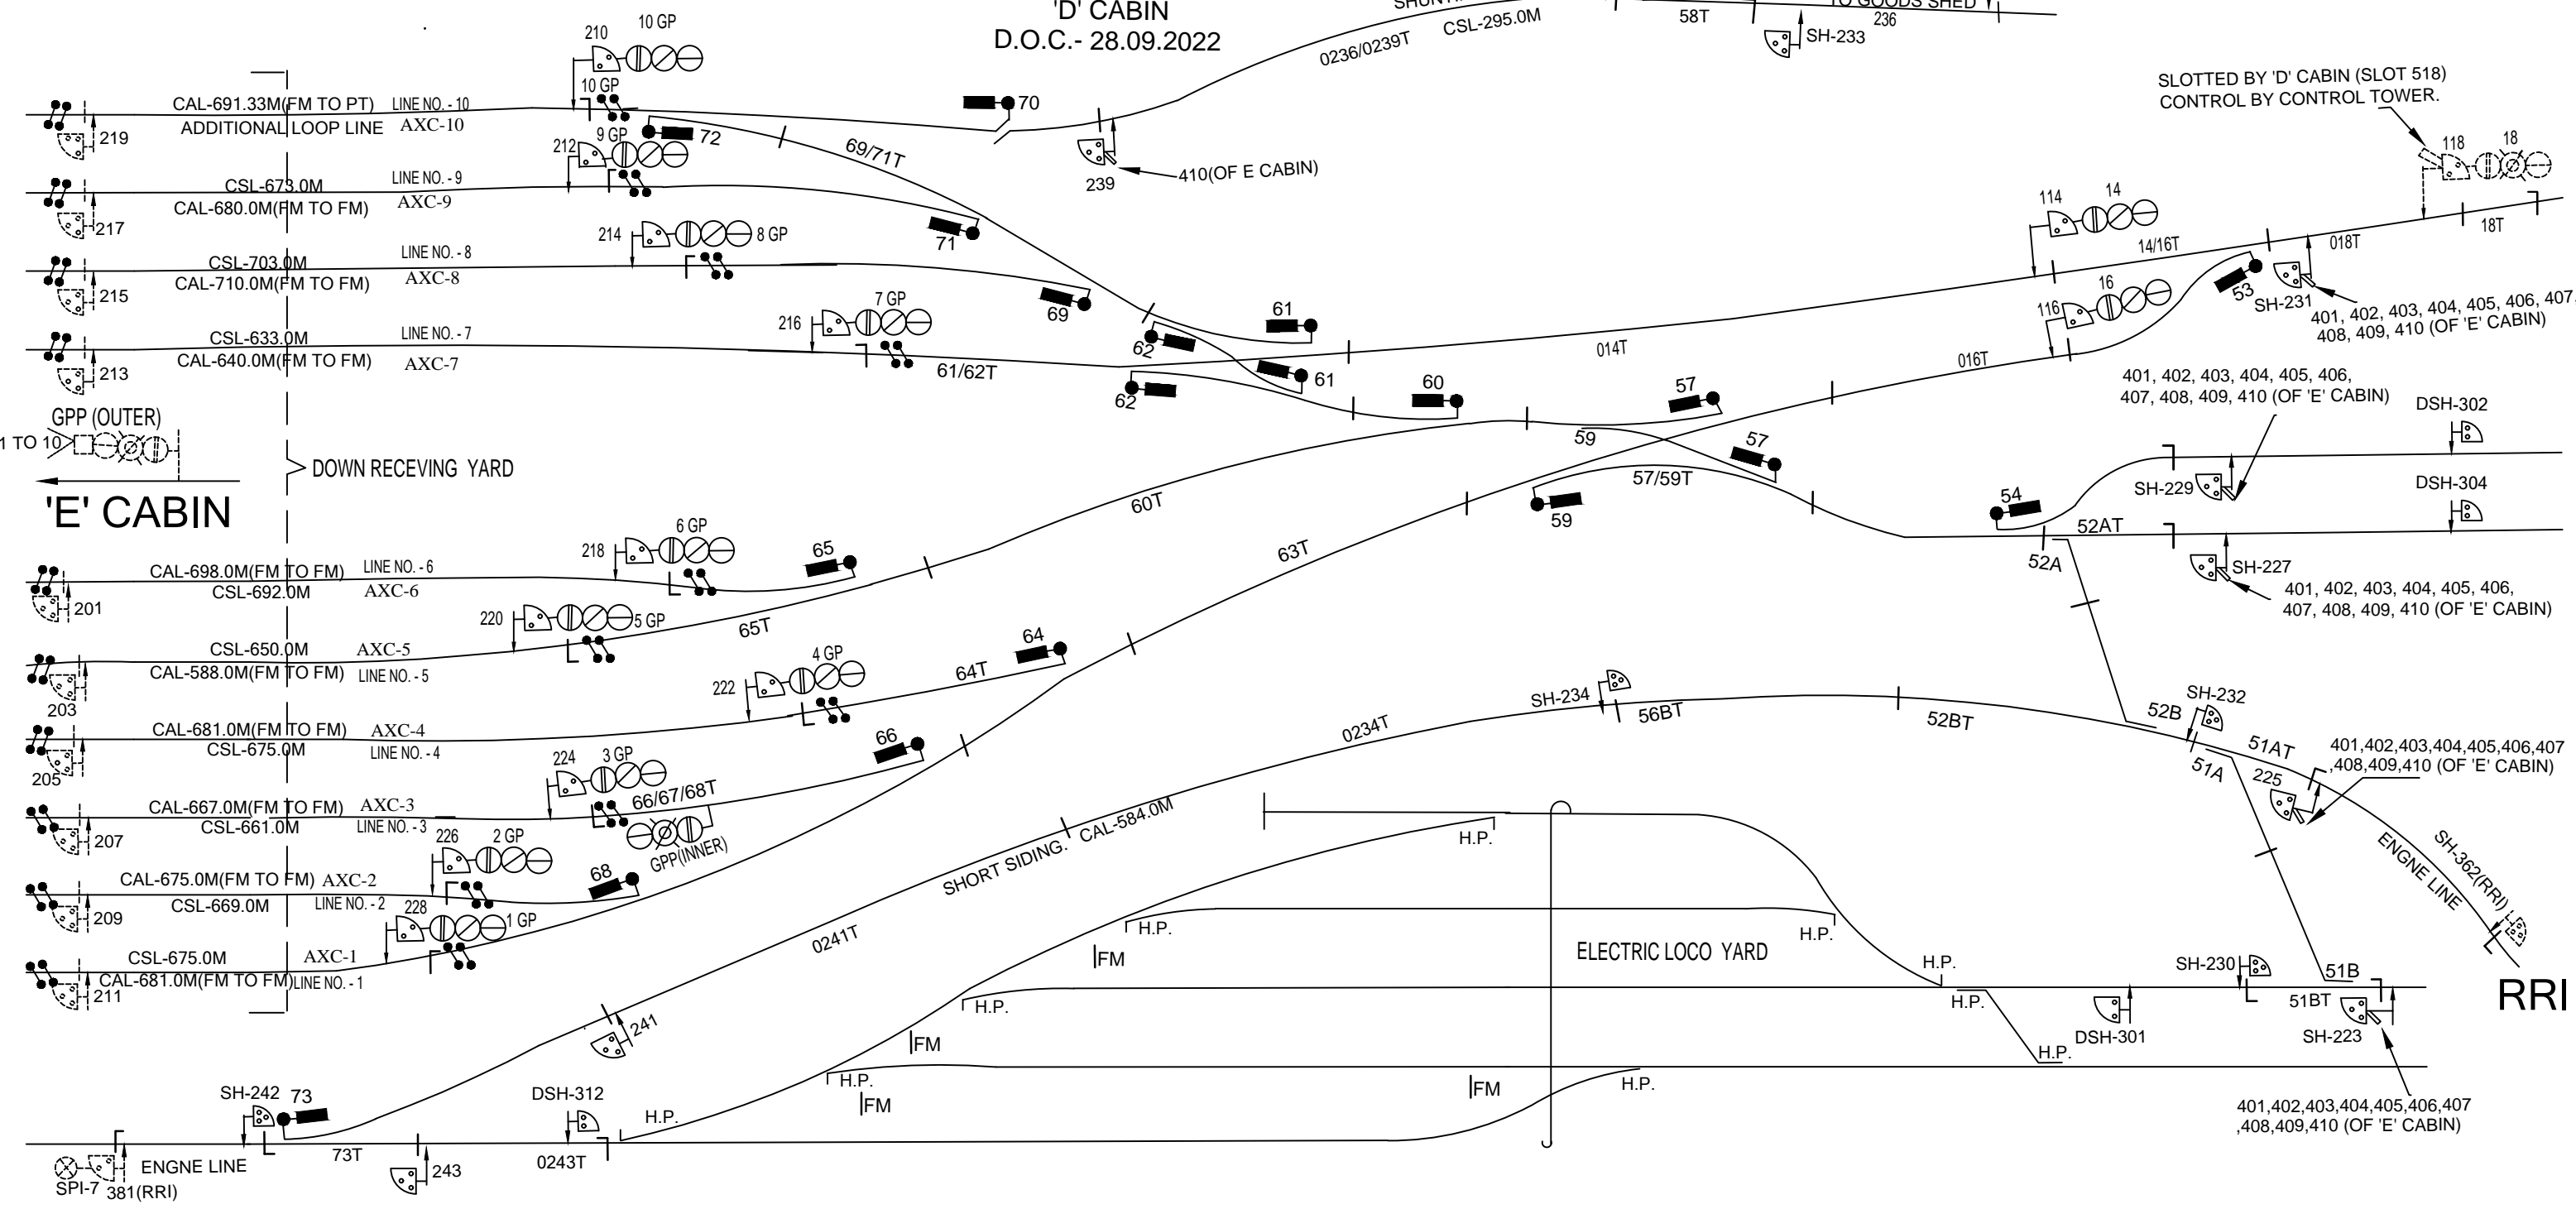 'D' CABIN
D.O.C.- 28.09.2022
CSL-295.0M
0236/0239T
58T
TO GOODS SHED
236
SH-233
210
10 GP
10 GP
CAL-691.33M(FM TO PT)
LINE NO. - 10
ADDITIONAL LOOP LINE
AXC-10
219
70
72
69/71T
239
410(OF E CABIN)
SLOTTED BY 'D' CABIN (SLOT 518)
CONTROL BY CONTROL TOWER.
118
18
18T
018T
212
9 GP
CSL-673.0M
LINE NO. - 9
CAL-680.0M(FM TO FM)
AXC-9
217
71
114
14
14/16T
53
SH-231
401, 402, 403, 404, 405, 406, 407,
408, 409, 410 (OF 'E' CABIN)
214
8 GP
CSL-703.0M
LINE NO. - 8
CAL-710.0M(FM TO FM)
AXC-8
215
69
116
16
016T
216
7 GP
CSL-633.0M
LINE NO. - 7
CAL-640.0M(FM TO FM)
AXC-7
213
61/62T
62
61
62
61
014T
60
57
59
57
57/59T
59
401, 402, 403, 404, 405, 406,
407, 408, 409, 410 (OF 'E' CABIN)
DSH-302
SH-229
DSH-304
54
52AT
52A
SH-227
401, 402, 403, 404, 405, 406,
407, 408, 409, 410 (OF 'E' CABIN)
GPP (OUTER)
1 TO 10
'E' CABIN
DOWN RECEVING YARD
60T
63T
218
6 GP
65
CAL-698.0M(FM TO FM)
LINE NO. - 6
CSL-692.0M
AXC-6
201
220
5 GP
65T
CSL-650.0M
AXC-5
CAL-588.0M(FM TO FM)
LINE NO. - 5
203
222
4 GP
64
64T
CAL-681.0M(FM TO FM)
AXC-4
CSL-675.0M
LINE NO. - 4
205
224
3 GP
66
66/67/68T
GPP(INNER)
CAL-667.0M(FM TO FM)
AXC-3
CSL-661.0M
LINE NO. - 3
207
226
2 GP
68
CAL-675.0M(FM TO FM)
AXC-2
CSL-669.0M
LINE NO. - 2
209
228
1 GP
CSL-675.0M
AXC-1
CAL-681.0M(FM TO FM)
LINE NO. - 1
211
SH-234
56BT
0234T
52BT
52B
SH-232
51AT
51A
225
401,402,403,404,405,406,407
,408,409,410 (OF 'E' CABIN)
SH-362(RRI)
ENGNE LINE
RRI
SHORT SIDING. CAL-584.0M
0241T
241
H.P.
H.P.
H.P.
FM
ELECTRIC LOCO YARD
H.P.
H.P.
H.P.
FM
H.P.
FM
FM
H.P.
H.P.
SH-230
51B
51BT
DSH-301
SH-223
401,402,403,404,405,406,407
,408,409,410 (OF 'E' CABIN)
SH-242
73
DSH-312
H.P.
73T
0243T
243
ENGNE LINE
SPI-7
381(RRI)